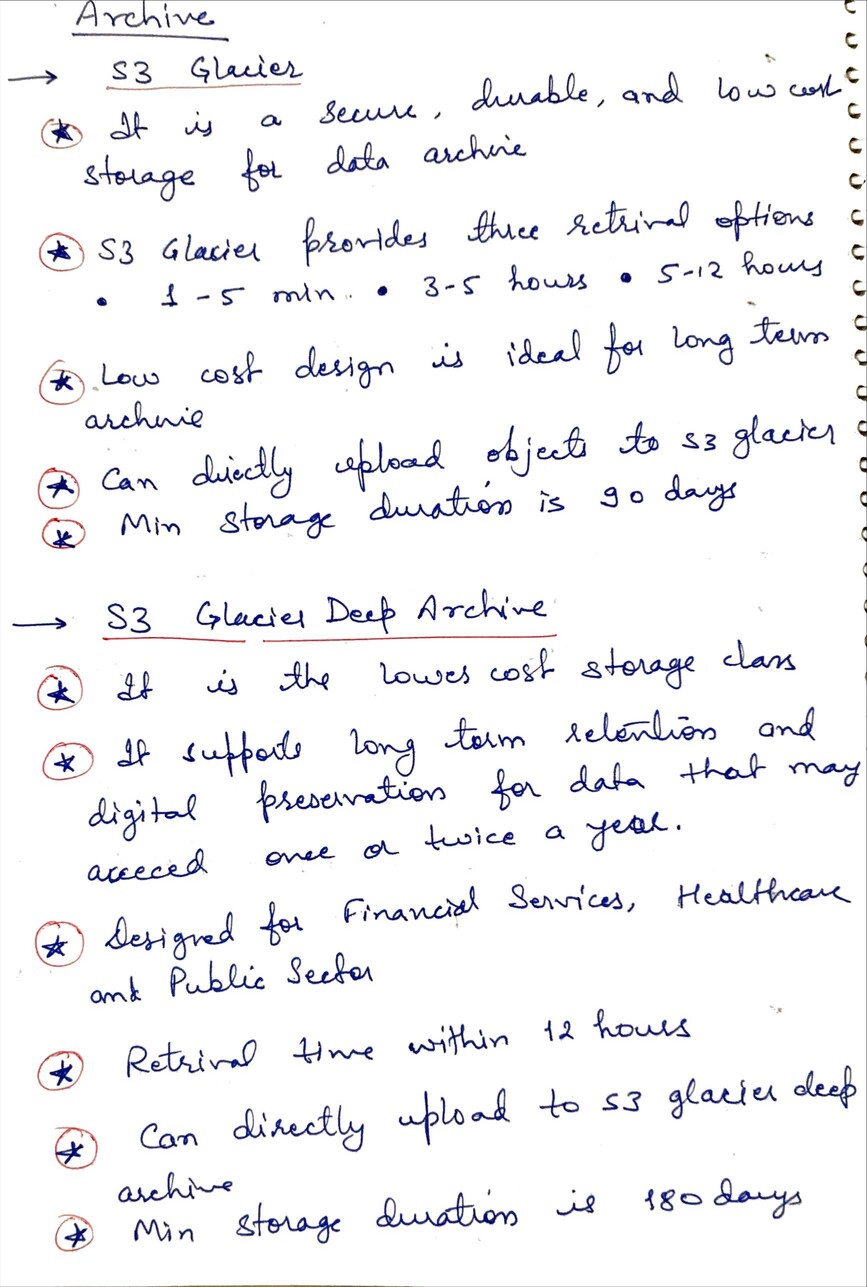 Archive
→ S3 Glacier
★ It is a secure, durable, and low cost
storage for data archive
★ S3 Glacier provides three retrival options
• 1-5 min. • 3-5 hours • 5-12 hours
★ Low cost design is ideal for long term
archive
★ Can directly upload objects to S3 glacier
★ Min storage duration is 90 days
→ S3 Glacier Deep Archive
★ It is the lowes cost storage class
★ It supports long term retention and
digital preservation for data that may
acceced once or twice a year.
★ Designed for Financial Services, Healthcare
and Public Sector
★ Retrival time within 12 hours
★ Can directly upload to S3 glacier deep
archive
★ Min storage duration is 180 days